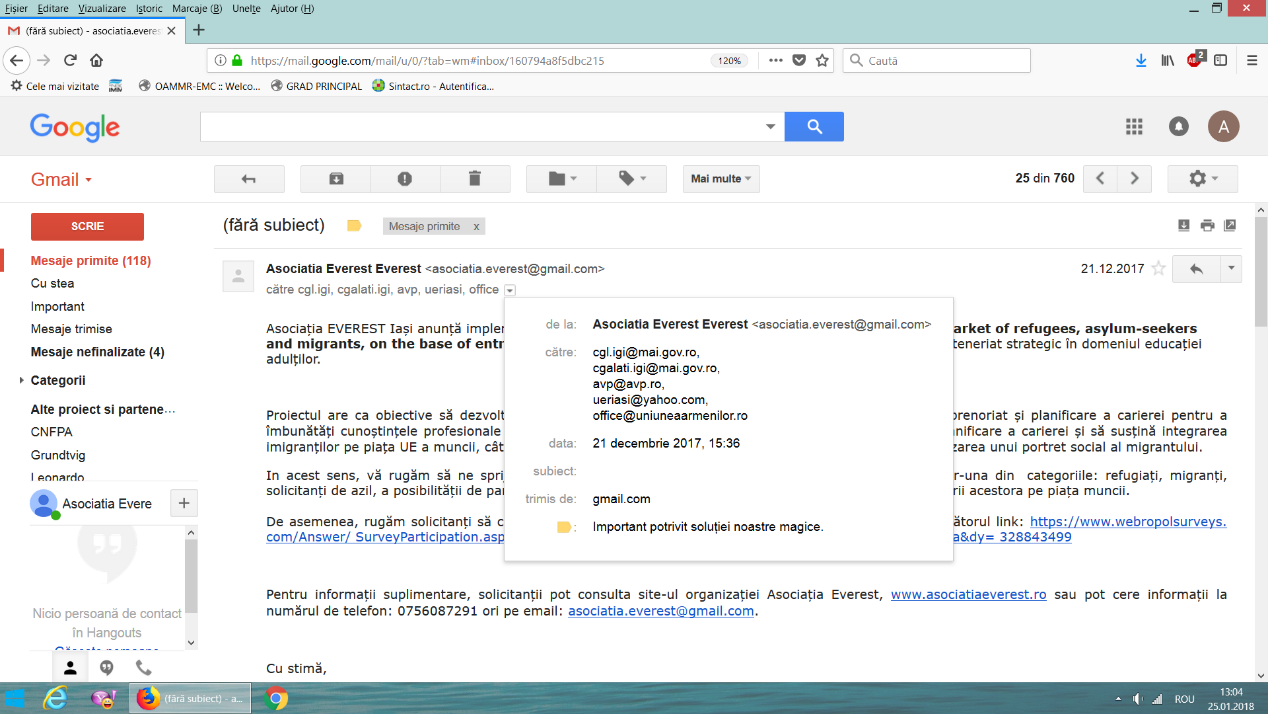 Fișier Editare Vizualizare Istoric Marcaje (B) Unelte Ajutor (H)
(fără subiect) - asociatia.everes
https://mail.google.com/mail/u/0/?tab=wm#inbox/160794a8f5dbc215 120% Caută 2
Cele mai vizitate OAMMR-EMC :: Welco... GRAD PRINCIPAL Sintact.ro - Autentifica...
Google A
Gmail Mai multe 25 din 760
SCRIE
(fără subiect) Mesaje primite x
Mesaje primite (118)
Cu stea
Important
Mesaje trimise
Mesaje nefinalizate (4)
Categorii
Alte proiect si partene...
CNFPA
Grundtvig
Leonardo
Asociatia Evere
Nicio persoană de contact
în Hangouts
Asociatia Everest Everest <asociatia.everest@gmail.com> 21.12.2017
către cgl.igi, cgalati.igi, avp, ueriasi, office
de la: Asociatia Everest Everest <asociatia.everest@gmail.com>
către: cgl.igi@mai.gov.ro,
cgalati.igi@mai.gov.ro,
avp@avp.ro,
ueriasi@yahoo.com,
office@uniuneaarmenilor.ro
data: 21 decembrie 2017, 15:36
subiect:
trimis de: gmail.com
: Important potrivit soluției noastre magice.
Asociația EVEREST Iași anunță implem arket of refugees, asylum-seekers
and migrants, on the base of entr teneriat strategic în domeniul educației
adulților.
Proiectul are ca obiective să dezvolt prenoriat și planificare a carierei pentru a
îmbunătăți cunoștințele profesionale anificare a carierei și să susțină integrarea
imigranților pe piața UE a muncii, cât zarea unui portret social al migrantului.
In acest sens, vă rugăm să ne spri r-una din categoriile: refugiați, migranți,
solicitanți de azil, a posibilității de par rii acestora pe piața muncii.
De asemenea, rugăm solicitanți să c ătorul link: https://www.webropolsurveys.
com/Answer/ SurveyParticipation.asp a&dy= 328843499
Pentru informații suplimentare, solicitanții pot consulta site-ul organizației Asociația Everest, www.asociatiaeverest.ro sau pot cere informații la
numărul de telefon: 0756087291 ori pe email: asociatia.everest@gmail.com.
Cu stimă,
(fără subiect) - a... ROU 13:04
25.01.2018